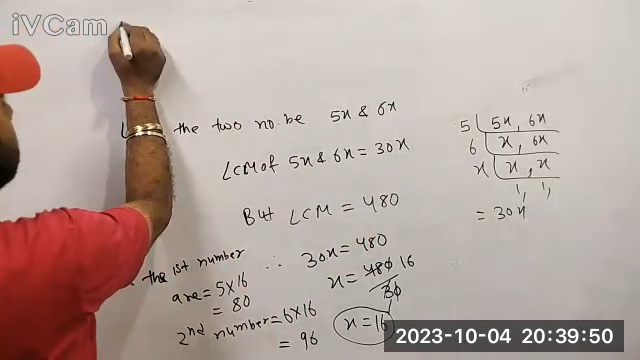 iVCam
the two no. be 5x & 6x
LCM of 5x & 6x = 30x
But LCM = 480
∴ 30x = 480
x = 480 16
30
x = 16
the 1st number
are = 5X16
= 80
2nd number = 6X16
= 96
5 5x, 6x
6 x, 6x
x x, x
1, 1,
= 30x
2023-10-04 20:39:50